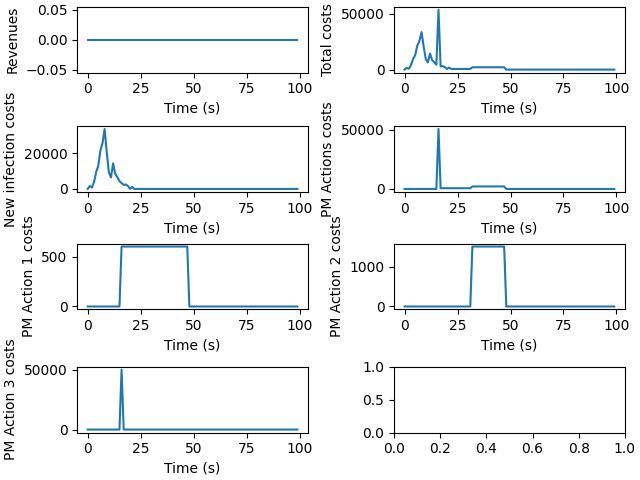 Revenues
0.05
0.00
−0.05
0 25 50 75 100
Time (s)
Total costs
50000
0
0 25 50 75 100
Time (s)
New infection costs
20000
0
0 25 50 75 100
Time (s)
PM Actions costs
50000
0
0 25 50 75 100
Time (s)
PM Action 1 costs
500
0
0 25 50 75 100
Time (s)
PM Action 2 costs
1000
0
0 25 50 75 100
Time (s)
PM Action 3 costs
50000
0
0 25 50 75 100
Time (s)
1.0
0.5
0.0
0.0 0.2 0.4 0.6 0.8 1.0